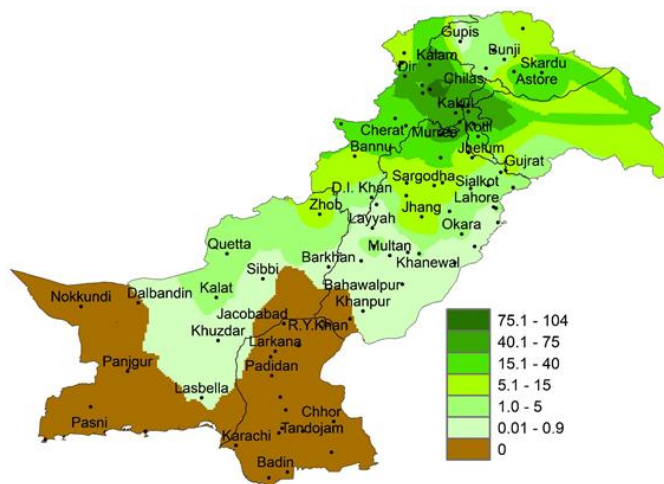 Gupis
Kalam
Bunji
Dir
Skardu
Chilas
Astore
Kakul
Cherat
Murree
Kotli
Bannu
Jhelum
Gujrat
Sargodha
Sialkot
D.I. Khan
Lahore
Zhob
Jhang
Layyah
Okara
Quetta
Multan
Barkhan
Khanewal
Sibbi
Kalat
Bahawalpur
Nokkundi
Dalbandin
Khanpur
Jacobabad
R.Y.Khan
Khuzdar
Larkana
Panjgur
Padidan
Lasbella
Pasni
Chhor
Karachi
Tandojam
Badin
75.1 - 104
40.1 - 75
15.1 - 40
5.1 - 15
1.0 - 5
0.01 - 0.9
0